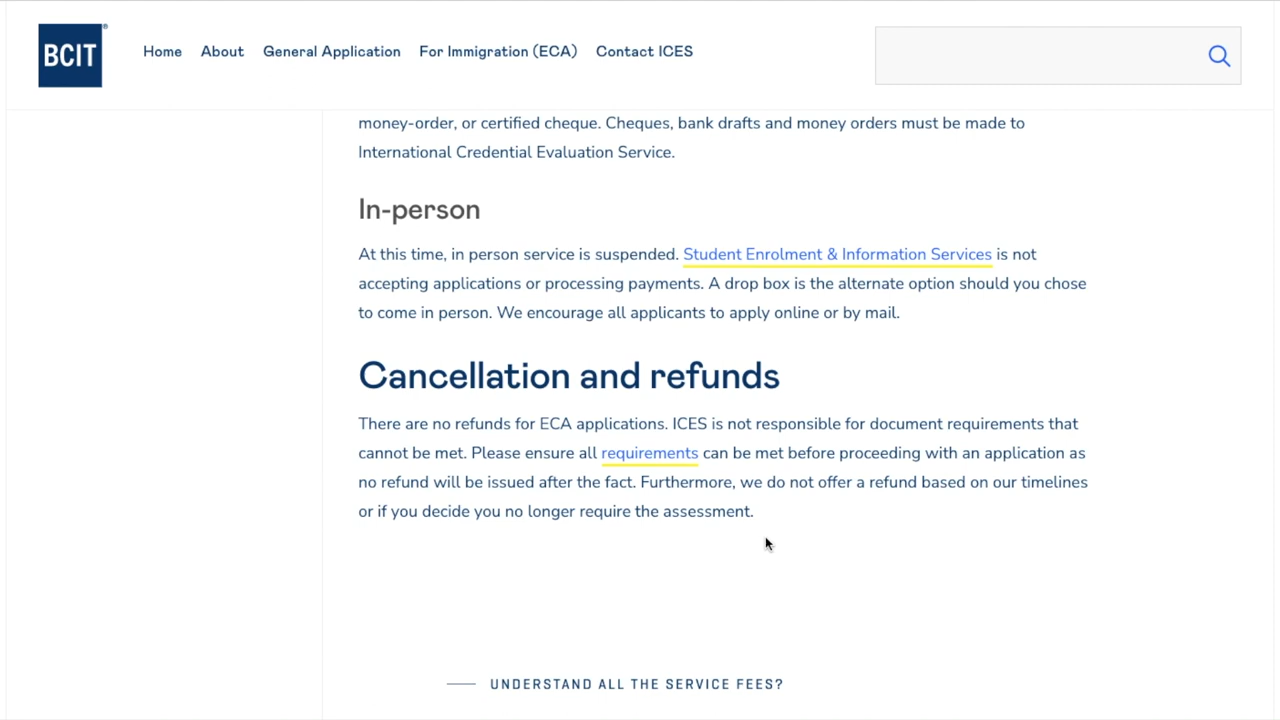 BCIT®
Home About General Application For Immigration (ECA) Contact ICES
money-order, or certified cheque. Cheques, bank drafts and money orders must be made to
International Credential Evaluation Service.
In-person
At this time, in person service is suspended. Student Enrolment & Information Services is not
accepting applications or processing payments. A drop box is the alternate option should you chose
to come in person. We encourage all applicants to apply online or by mail.
Cancellation and refunds
There are no refunds for ECA applications. ICES is not responsible for document requirements that
cannot be met. Please ensure all requirements can be met before proceeding with an application as
no refund will be issued after the fact. Furthermore, we do not offer a refund based on our timelines
or if you decide you no longer require the assessment.
UNDERSTAND ALL THE SERVICE FEES?